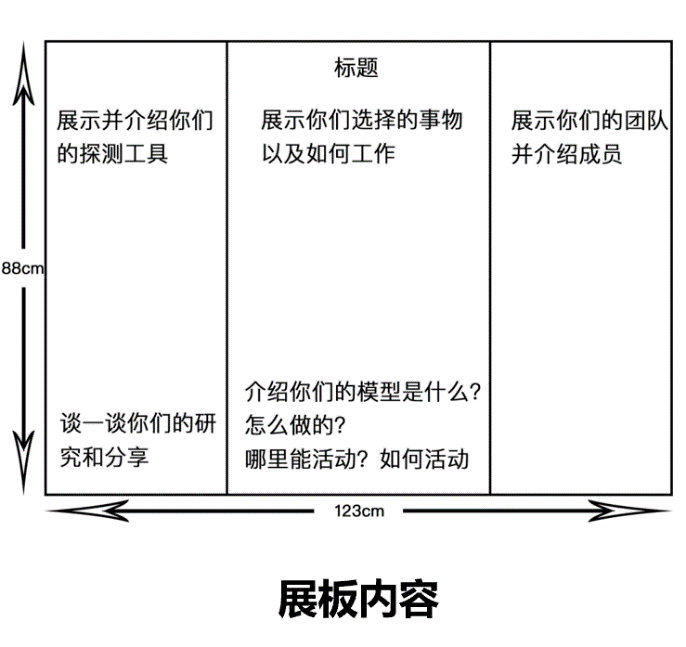 标题
展示并介绍你们
的探测工具
展示你们选择的事物
以及如何工作
展示你们的团队
并介绍成员
88cm
谈一谈你们的研
究和分享
介绍你们的模型是什么?
怎么做的?
哪里能活动? 如何活动
123cm
展板内容